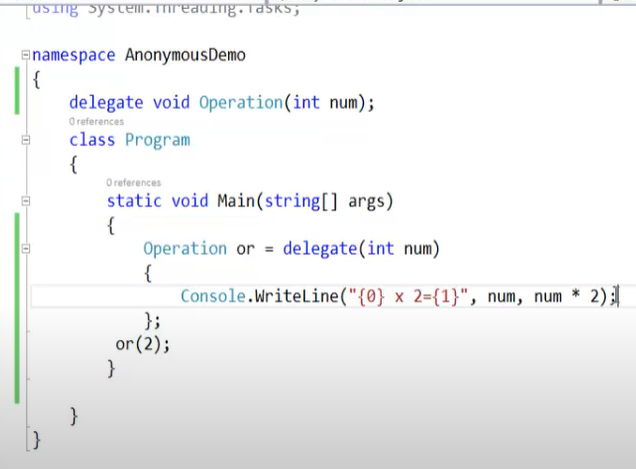 using System.Threading.Tasks;
namespace AnonymousDemo
{
delegate void Operation(int num);
0 references
class Program
{
0 references
static void Main(string[] args)
{
Operation or = delegate(int num)
{
Console.WriteLine("{0} x 2={1}", num, num * 2);
};
or(2);
}
}
}